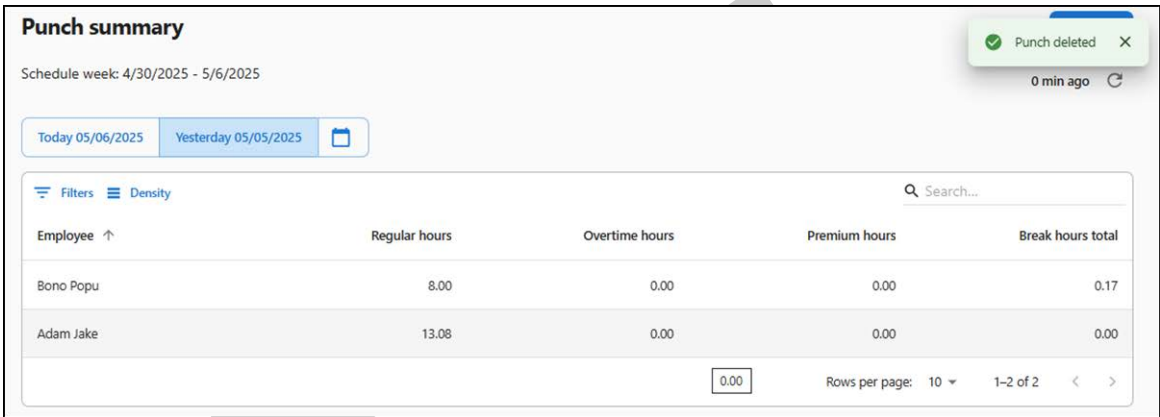 Punch summary
Punch deleted
Schedule week: 4/30/2025 - 5/6/2025
0 min ago
Today 05/06/2025 Yesterday 05/05/2025
Filters Density Search...
Employee Regular hours Overtime hours Premium hours Break hours total
Bono Popu 8.00 0.00 0.00 0.17
Adam Jake 13.08 0.00 0.00 0.00
0.00 Rows per page: 10 1–2 of 2